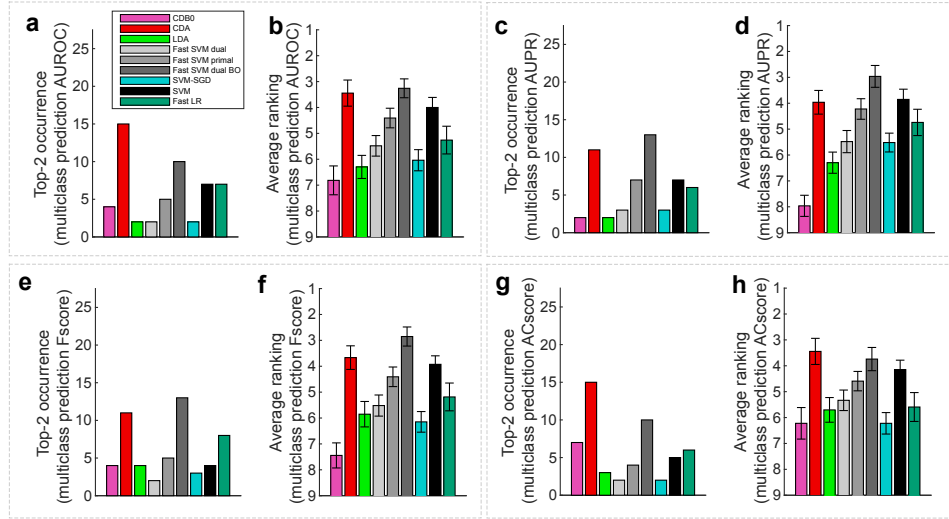 a
CDB0
CDA
LDA
Fast SVM dual
Fast SVM primal
Fast SVM dual BO
SVM-SGD
SVM
Fast LR
Top-2 occurrence
(multiclass prediction AUROC)
25
20
15
10
5
0
b
Average ranking
(multiclass prediction AUROC)
1
2
3
4
5
6
7
8
9
c
Top-2 occurrence
(multiclass prediction AUPR)
25
20
15
10
5
0
d
Average ranking
(multiclass prediction AUPR)
1
2
3
4
5
6
7
8
9
e
Top-2 occurrence
(multiclass prediction Fscore)
25
20
15
10
5
0
f
Average ranking
(multiclass prediction Fscore)
1
2
3
4
5
6
7
8
9
g
Top-2 occurrence
(multiclass prediction ACscore)
25
20
15
10
5
0
h
Average ranking
(multiclass prediction ACscore)
1
2
3
4
5
6
7
8
9